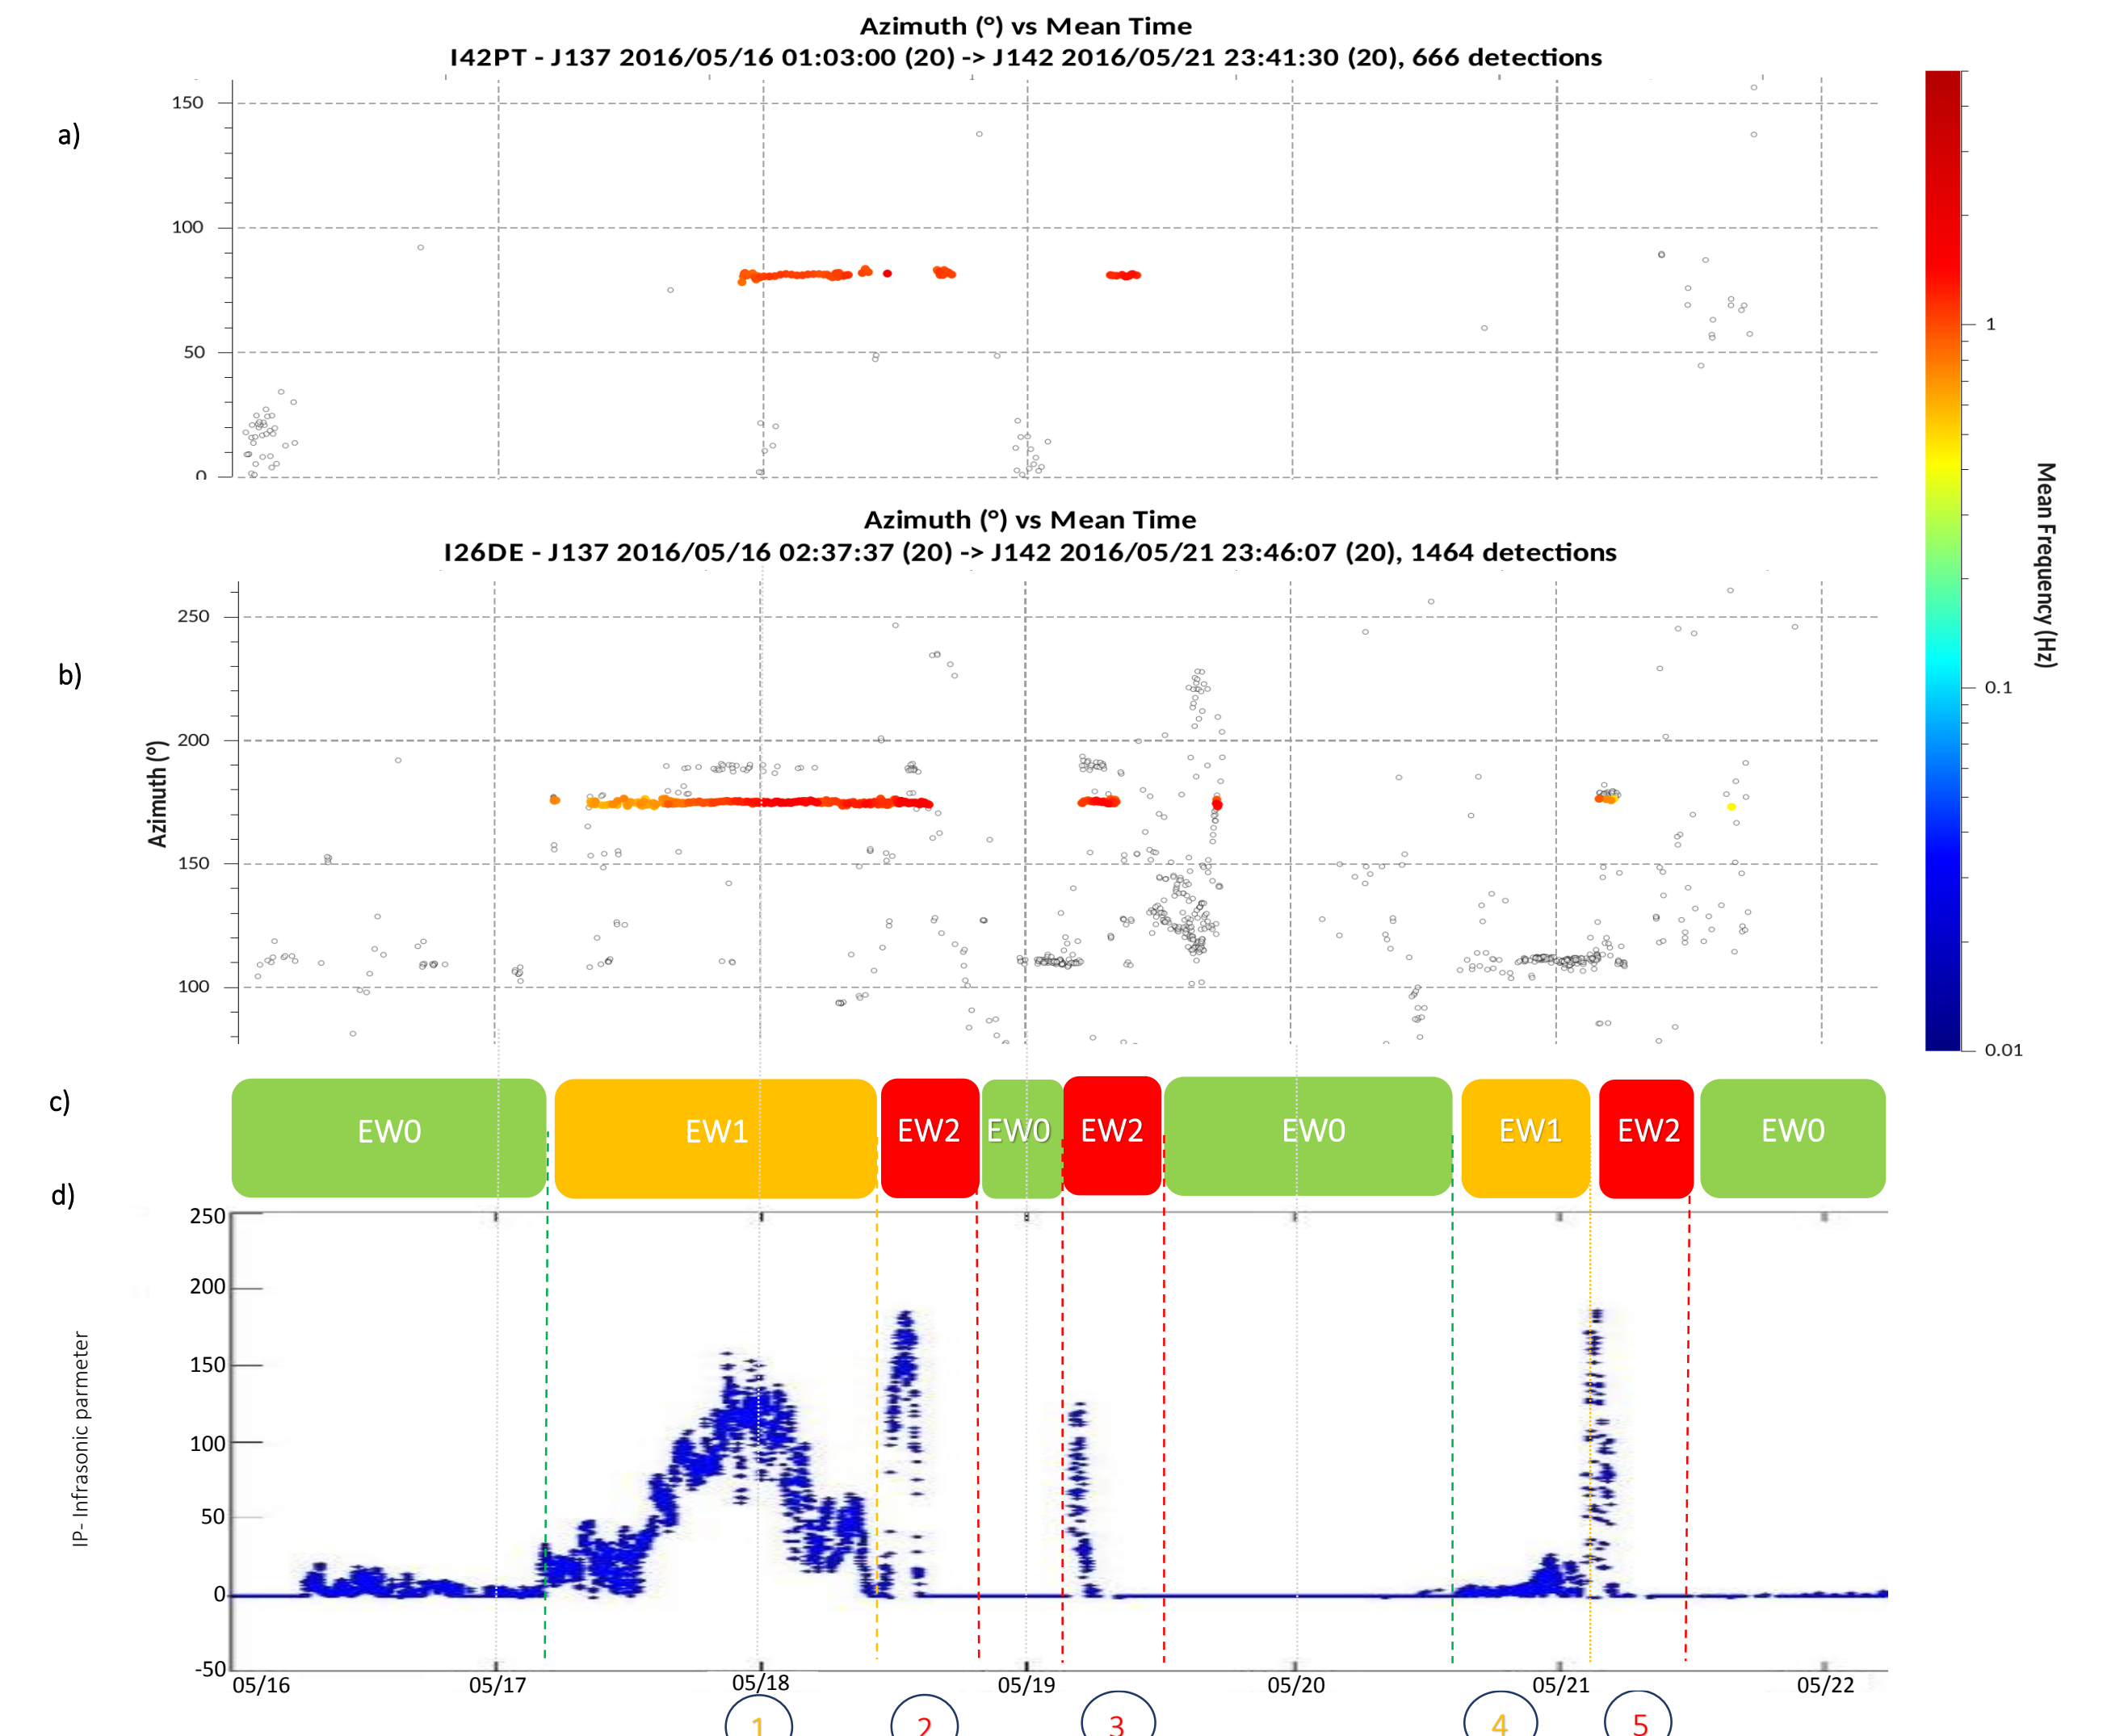 Azimuth (°) vs Mean Time
I42PT - J137 2016/05/16 01:03:00 (20) -> J142 2016/05/21 23:41:30 (20), 666 detections
a)
150
100
50
0
Azimuth (°) vs Mean Time
I26DE - J137 2016/05/16 02:37:37 (20) -> J142 2016/05/21 23:46:07 (20), 1464 detections
b)
Azimuth (°)
250
200
150
100
1
0.1
0.01
Mean Frequency (Hz)
c)
EW0 EW1 EW2 EW0 EW2 EW0 EW1 EW2 EW0
d)
IP- Infrasonic parmeter
250
200
150
100
50
0
-50
05/16 05/17 05/18 05/19 05/20 05/21 05/22
1 2 3 4 5